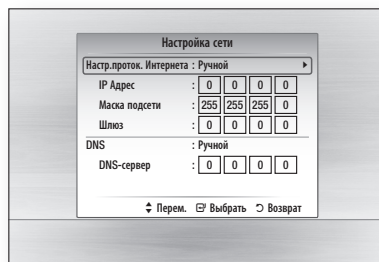 Настройка сети
Настр.проток. Интернета : Ручной
IP Адрес : 0 0 0 0
Маска подсети : 255 255 255 0
Шлюз : 0 0 0 0
DNS : Ручной
DNS-сервер : 0 0 0 0
Перем. Выбрать Возврат